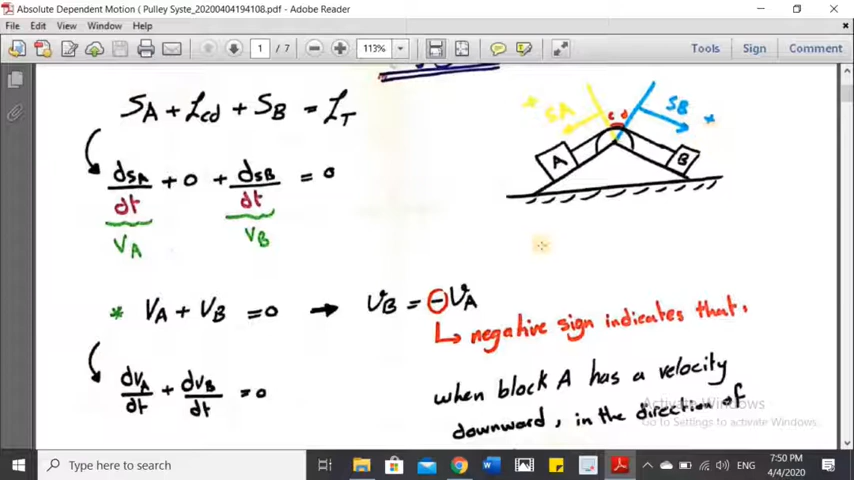 Absolute Dependent Motion ( Pulley Syste_20200404194108.pdf - Adobe Reader
File Edit View Window Help
1 / 7 113% Tools Sign Comment
SA + Lcd + SB = LT
SA c d SB
A B
dSA/dt + 0 + dSB/dt = 0
VA VB
* VA + VB = 0 → VB = - VA
↳ negative sign indicates that,
dVA/dt + dVB/dt = 0
when block A has a velocity
downward, in the direction of
Activate Windows
Go to Settings to activate Windows.
Type here to search
ENG
7:50 PM
4/4/2020